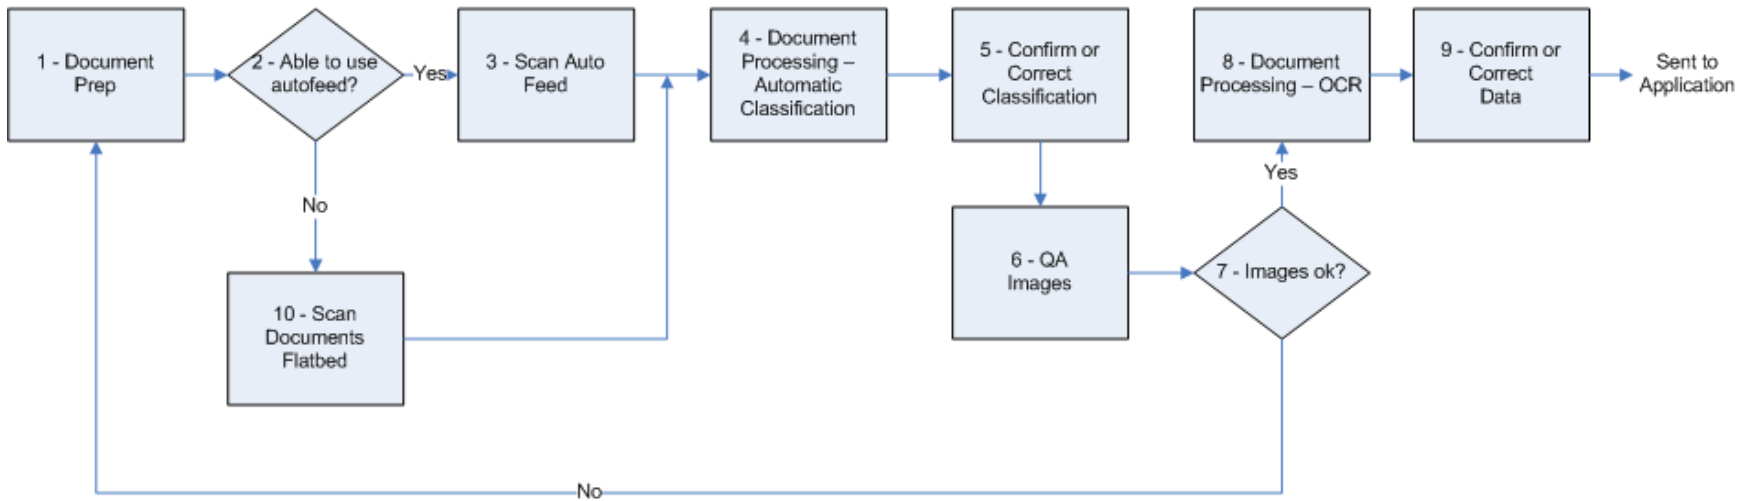 1 - Document
Prep
2 - Able to use
autofeed?
Yes
3 - Scan Auto
Feed
4 - Document
Processing –
Automatic
Classification
5 - Confirm or
Correct
Classification
8 - Document
Processing – OCR
9 - Confirm or
Correct
Data
Sent to
Application
Yes
No
6 - QA
Images
7 - Images ok?
10 - Scan
Documents
Flatbed
No